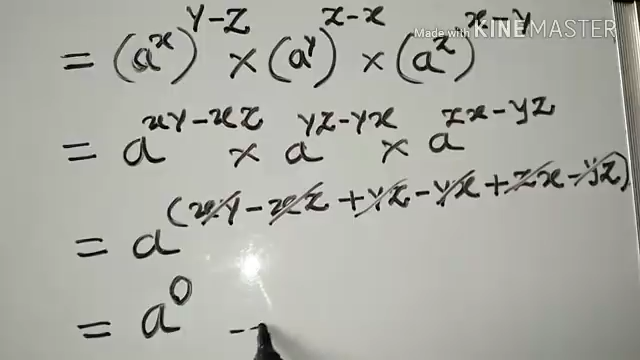 Made with KINEMASTER
= (a^x)^{y-z} × (a^y)^{z-x} × (a^z)^{x-y}
= a^{xy-xz} × a^{yz-yx} × a^{zx-yz}
= a^{(xy-xz+yz-yx+zx-yz)}
= a^0 -